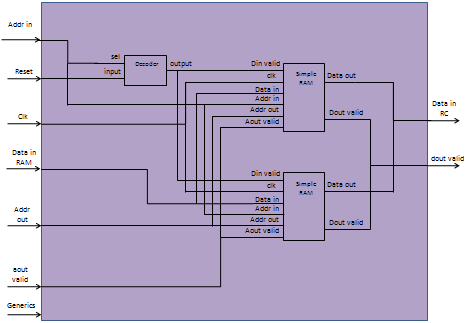 Addr in
Reset
Clk
Data in
RAM
Addr
out
aout
valid
Generics
sel
input
Decoder
output
Din valid
clk
Data in
Addr in
Addr out
Aout valid
Simple
RAM
Data out
Dout valid
Din valid
clk
Data in
Addr in
Addr out
Aout valid
Simple
RAM
Data out
Dout valid
Data in
RC
dout valid